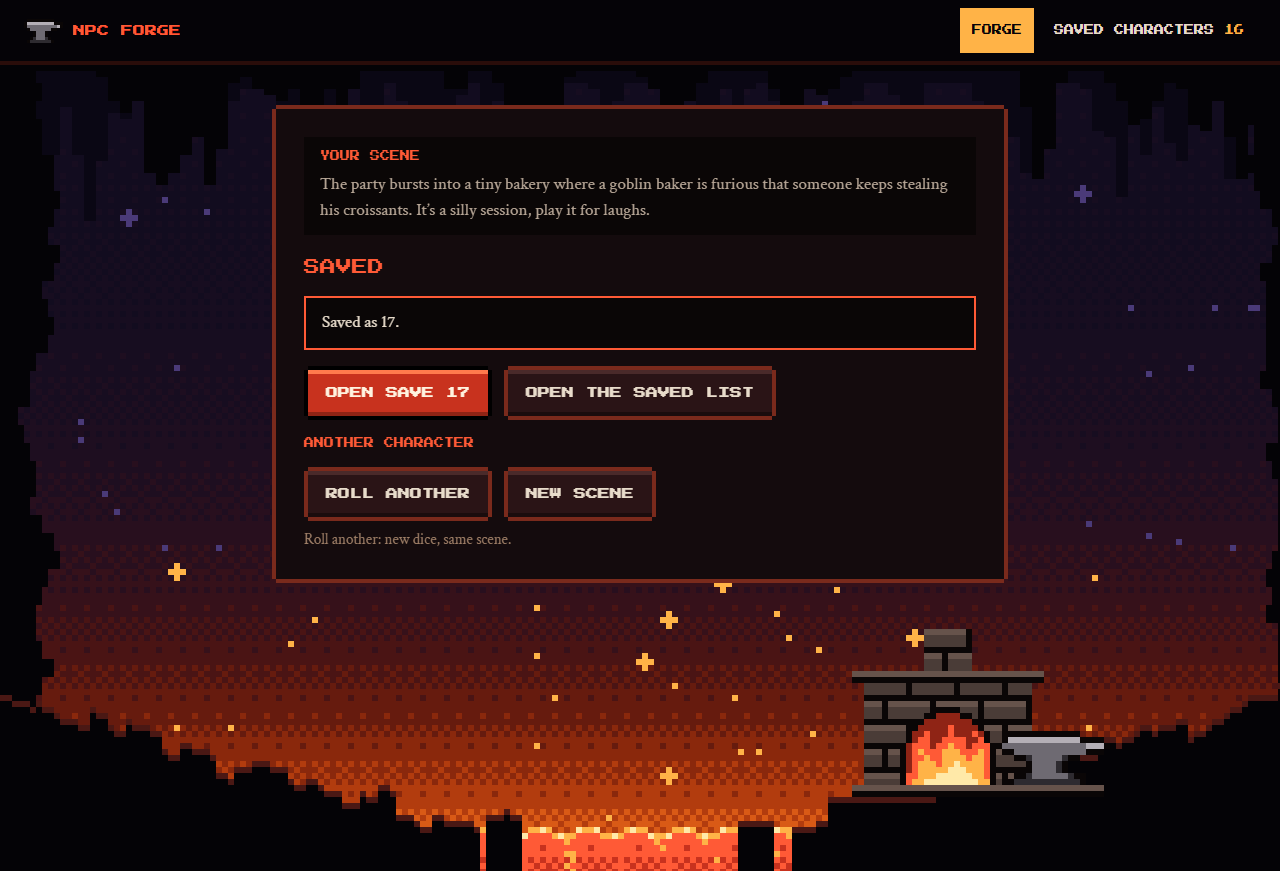 NPC FORGE
FORGE
SAVED CHARACTERS 16
YOUR SCENE
The party bursts into a tiny bakery where a goblin baker is furious that someone keeps stealing
his croissants. It's a silly session, play it for laughs.
SAVED
Saved as 17.
OPEN SAVE 17
OPEN THE SAVED LIST
ANOTHER CHARACTER
ROLL ANOTHER
NEW SCENE
Roll another: new dice, same scene.